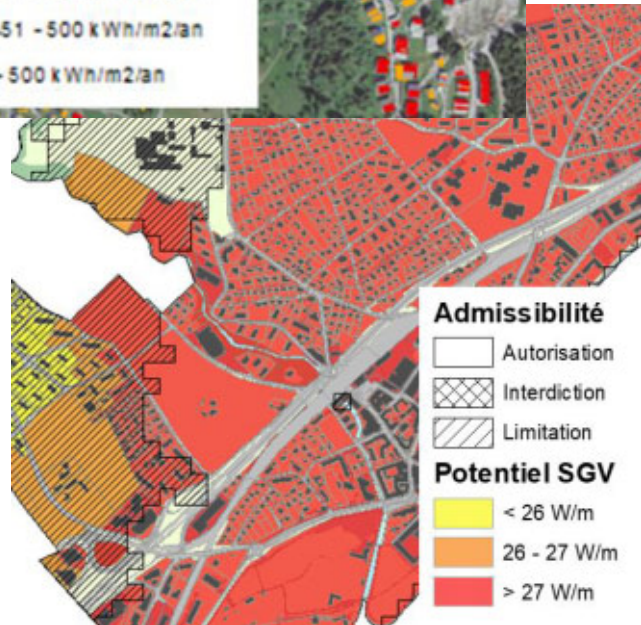 51 - 500 kWh/m2/an
500 kWh/m2/an
Admissibilité
Autorisation
Interdiction
Limitation
Potentiel SGV
< 26 W/m
26 - 27 W/m
> 27 W/m